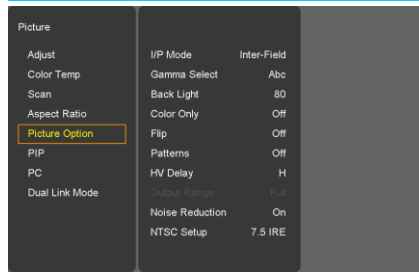 Picture
Adjust
Color Temp
Scan
Aspect Ratio
Picture Option
PIP
PC
Dual Link Mode
I/P Mode Inter-Field
Gamma Select Abc
Back Light 80
Color Only Off
Flip Off
Patterns Off
HV Delay H
Output Range Full
Noise Reduction On
NTSC Setup 7.5 IRE